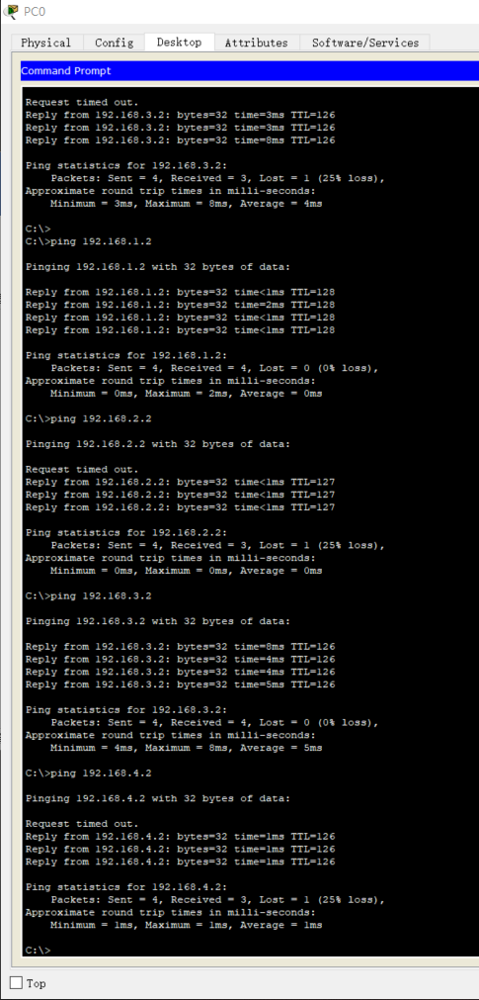 PC0
Physical Config Desktop Attributes Software/Services
Command Prompt
Request timed out.
Reply from 192.168.3.2: bytes=32 time=3ms TTL=126
Reply from 192.168.3.2: bytes=32 time=3ms TTL=126
Reply from 192.168.3.2: bytes=32 time=8ms TTL=126
Ping statistics for 192.168.3.2:
Packets: Sent = 4, Received = 3, Lost = 1 (25% loss),
Approximate round trip times in milli-seconds:
Minimum = 3ms, Maximum = 8ms, Average = 4ms
C:\>
C:\>ping 192.168.1.2
Pinging 192.168.1.2 with 32 bytes of data:
Reply from 192.168.1.2: bytes=32 time<1ms TTL=128
Reply from 192.168.1.2: bytes=32 time=2ms TTL=128
Reply from 192.168.1.2: bytes=32 time<1ms TTL=128
Reply from 192.168.1.2: bytes=32 time<1ms TTL=128
Ping statistics for 192.168.1.2:
Packets: Sent = 4, Received = 4, Lost = 0 (0% loss),
Approximate round trip times in milli-seconds:
Minimum = 0ms, Maximum = 2ms, Average = 0ms
C:\>ping 192.168.2.2
Pinging 192.168.2.2 with 32 bytes of data:
Request timed out.
Reply from 192.168.2.2: bytes=32 time<1ms TTL=127
Reply from 192.168.2.2: bytes=32 time<1ms TTL=127
Reply from 192.168.2.2: bytes=32 time<1ms TTL=127
Ping statistics for 192.168.2.2:
Packets: Sent = 4, Received = 3, Lost = 1 (25% loss),
Approximate round trip times in milli-seconds:
Minimum = 0ms, Maximum = 0ms, Average = 0ms
C:\>ping 192.168.3.2
Pinging 192.168.3.2 with 32 bytes of data:
Reply from 192.168.3.2: bytes=32 time=8ms TTL=126
Reply from 192.168.3.2: bytes=32 time=4ms TTL=126
Reply from 192.168.3.2: bytes=32 time=4ms TTL=126
Reply from 192.168.3.2: bytes=32 time=5ms TTL=126
Ping statistics for 192.168.3.2:
Packets: Sent = 4, Received = 4, Lost = 0 (0% loss),
Approximate round trip times in milli-seconds:
Minimum = 4ms, Maximum = 8ms, Average = 5ms
C:\>ping 192.168.4.2
Pinging 192.168.4.2 with 32 bytes of data:
Request timed out.
Reply from 192.168.4.2: bytes=32 time=1ms TTL=126
Reply from 192.168.4.2: bytes=32 time=1ms TTL=126
Reply from 192.168.4.2: bytes=32 time=1ms TTL=126
Ping statistics for 192.168.4.2:
Packets: Sent = 4, Received = 3, Lost = 1 (25% loss),
Approximate round trip times in milli-seconds:
Minimum = 1ms, Maximum = 1ms, Average = 1ms
C:\>
Top